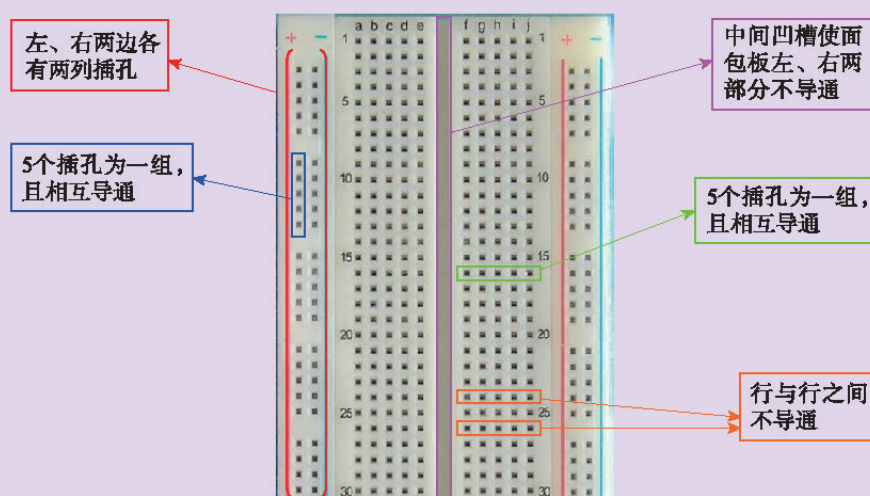 左、右两边各
有两列插孔
5个插孔为一组，
且相互导通
+ − a b c d e f g h i j + −
1 1
5 5
10 10
15 15
20 20
25 25
30 30
中间凹槽使面
包板左、右两
部分不导通
5个插孔为一组，
且相互导通
行与行之间
不导通